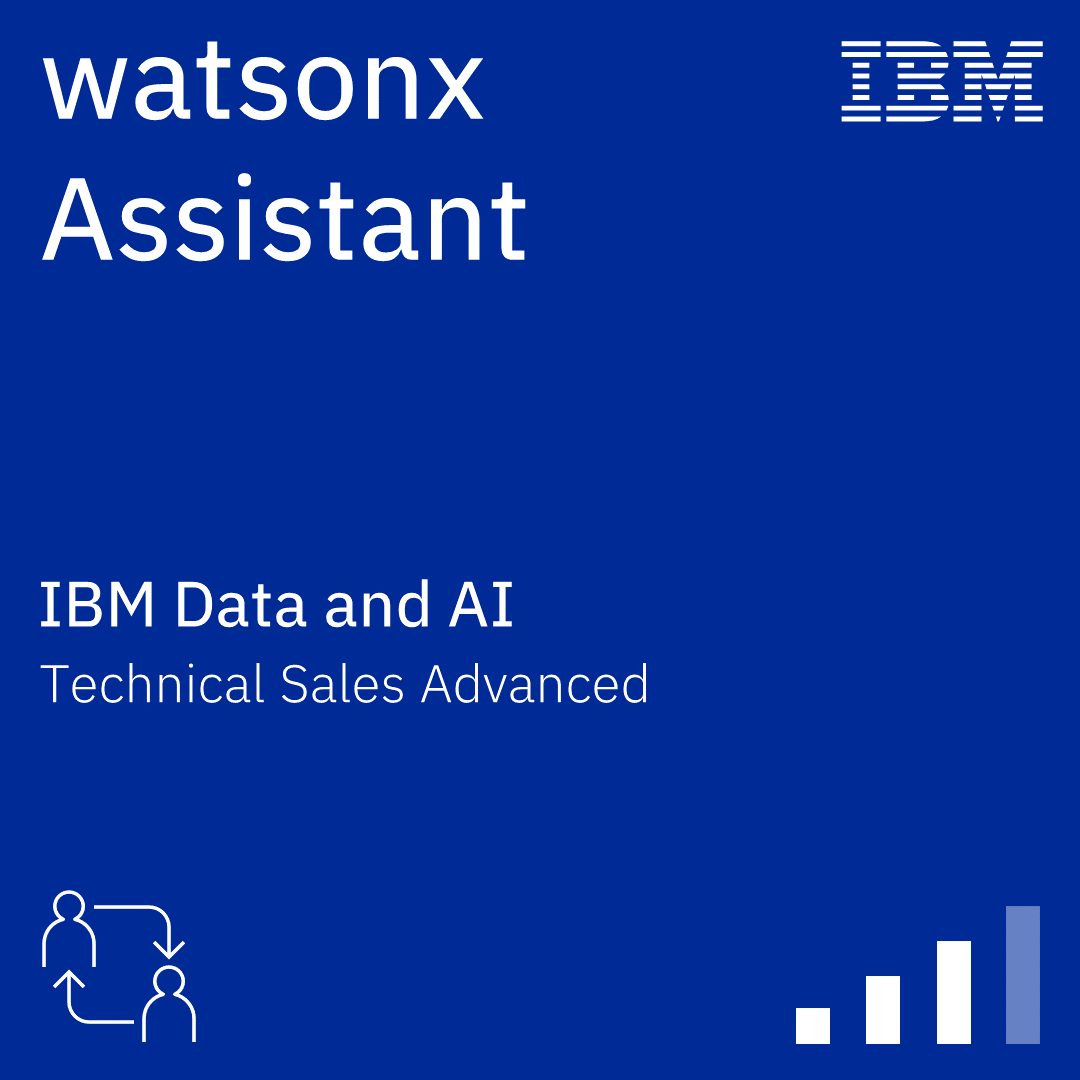 watsonx
IBM
Assistant
IBM Data and AI
Technical Sales Advanced